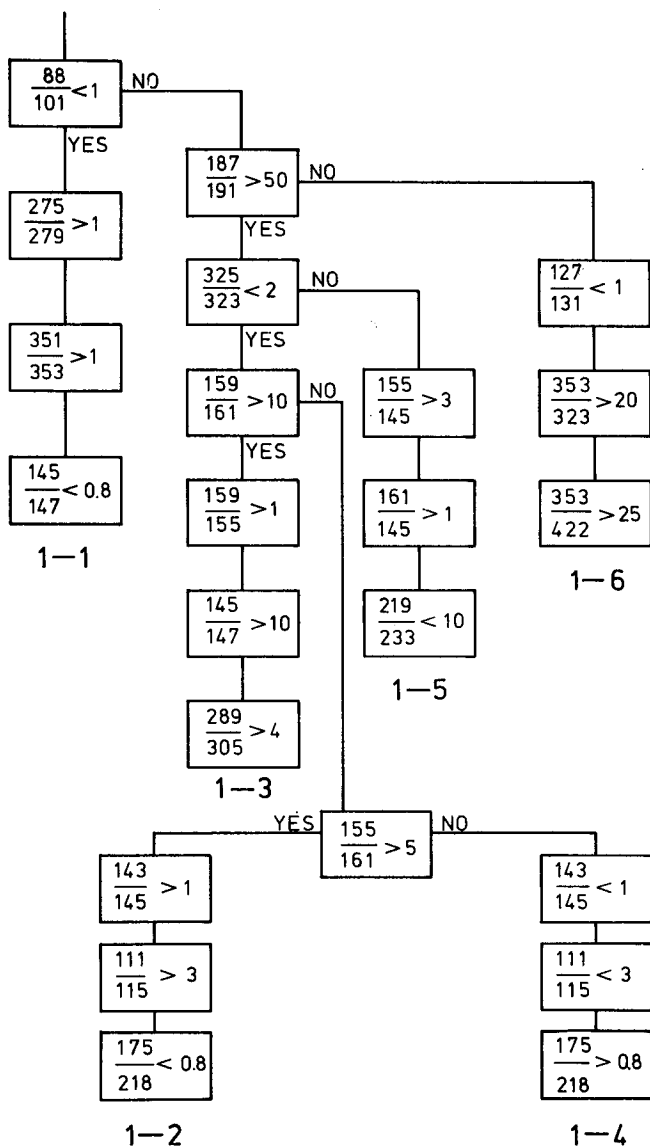 88/101 < 1
NO
YES
187/191 > 50
NO
275/279 > 1
YES
325/323 < 2
NO
127/131 < 1
351/353 > 1
YES
159/161 > 10
NO
155/145 > 3
353/323 > 20
YES
145/147 < 0.8
159/155 > 1
161/145 > 1
353/422 > 25
1—1
1—6
145/147 > 10
219/233 < 10
1—5
289/305 > 4
1—3
YES
155/161 > 5
NO
143/145 > 1
143/145 < 1
111/115 > 3
111/115 < 3
175/218 < 0.8
175/218 > 0.8
1—2
1—4